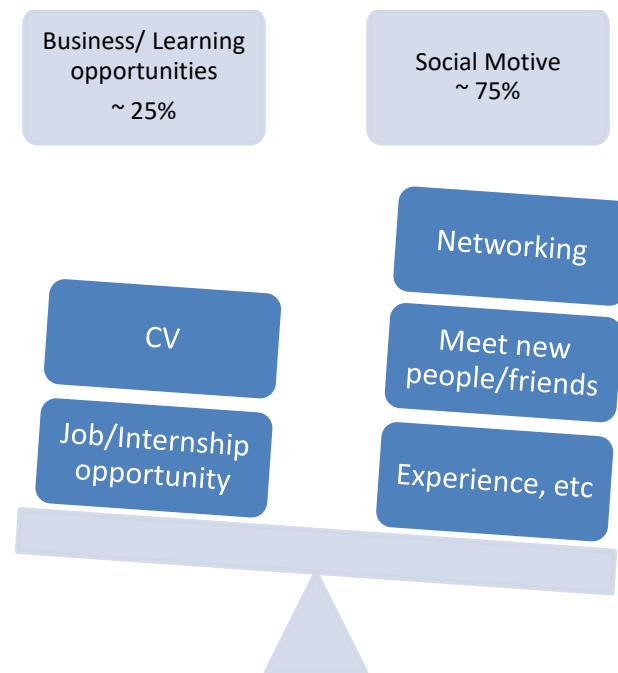 Business/ Learning
opportunities
~ 25%
Social Motive
~ 75%
CV
Job/Internship
opportunity
Networking
Meet new
people/friends
Experience, etc